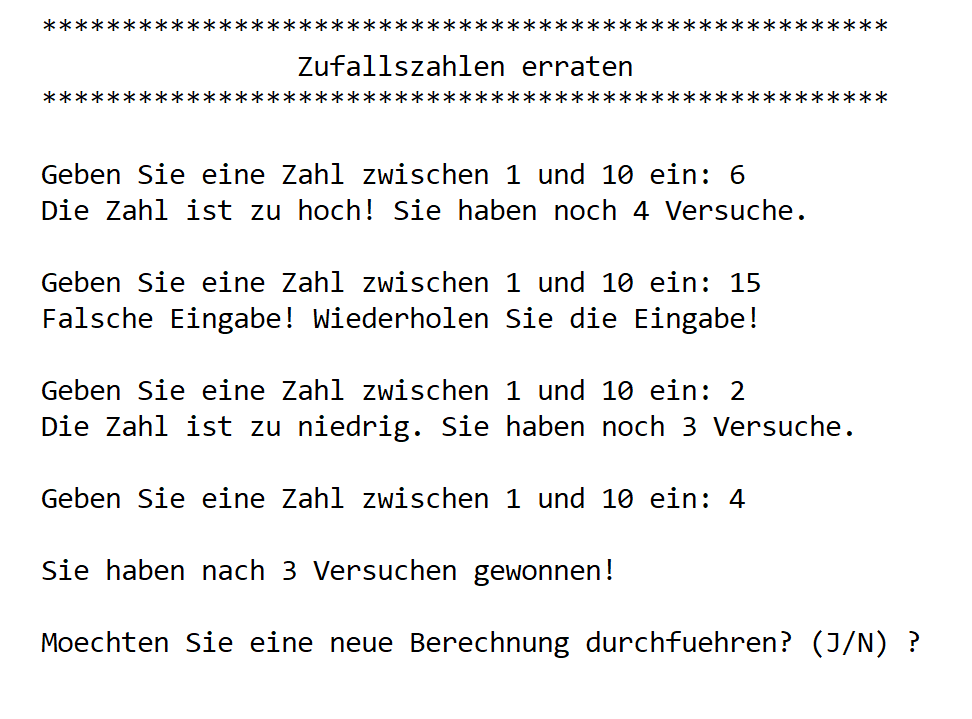 *****************************************************
Zufallszahlen erraten
*****************************************************
Geben Sie eine Zahl zwischen 1 und 10 ein: 6
Die Zahl ist zu hoch! Sie haben noch 4 Versuche.
Geben Sie eine Zahl zwischen 1 und 10 ein: 15
Falsche Eingabe! Wiederholen Sie die Eingabe!
Geben Sie eine Zahl zwischen 1 und 10 ein: 2
Die Zahl ist zu niedrig. Sie haben noch 3 Versuche.
Geben Sie eine Zahl zwischen 1 und 10 ein: 4
Sie haben nach 3 Versuchen gewonnen!
Moechten Sie eine neue Berechnung durchfuehren? (J/N) ?